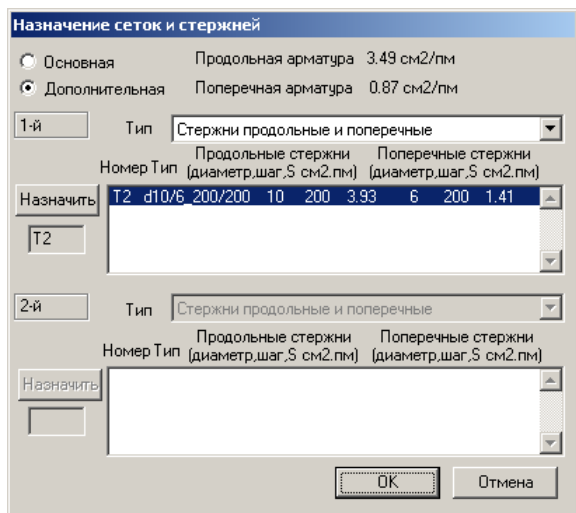 Назначение сеток и стержней
Основная Продольная арматура 3.49 см2/пм
Дополнительная Поперечная арматура 0.87 см2/пм
1-й Тип Стержни продольные и поперечные
Продольные стержни Поперечные стержни
Номер Тип (диаметр,шаг,S см2.пм) (диаметр,шаг,S см2.пм)
Назначить T2 d10/6_200/200 10 200 3.93 6 200 1.41
T2
2-й Тип Стержни продольные и поперечные
Продольные стержни Поперечные стержни
Номер Тип (диаметр,шаг,S см2.пм) (диаметр,шаг,S см2.пм)
Назначить
OK Отмена